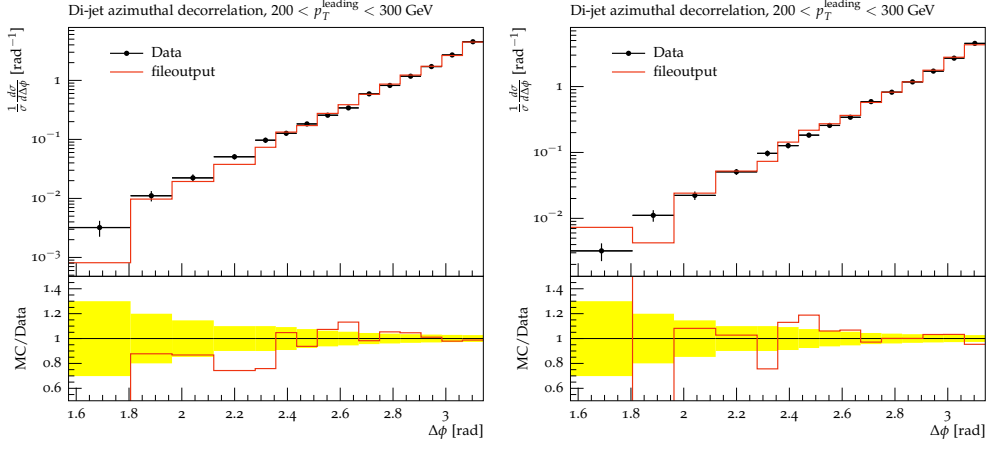 Di-jet azimuthal decorrelation, 200 < p_T^leading < 300 GeV
1/σ dσ/dΔϕ [rad⁻¹]
Data
fileoutput
1
10⁻¹
10⁻²
10⁻³
MC/Data
1.4
1.2
1
0.8
0.6
1.6 1.8 2 2.2 2.4 2.6 2.8 3
Δϕ [rad]
Di-jet azimuthal decorrelation, 200 < p_T^leading < 300 GeV
1/σ dσ/dΔϕ [rad⁻¹]
Data
fileoutput
1
10⁻¹
10⁻²
MC/Data
1.4
1.2
1
0.8
0.6
1.6 1.8 2 2.2 2.4 2.6 2.8 3
Δϕ [rad]